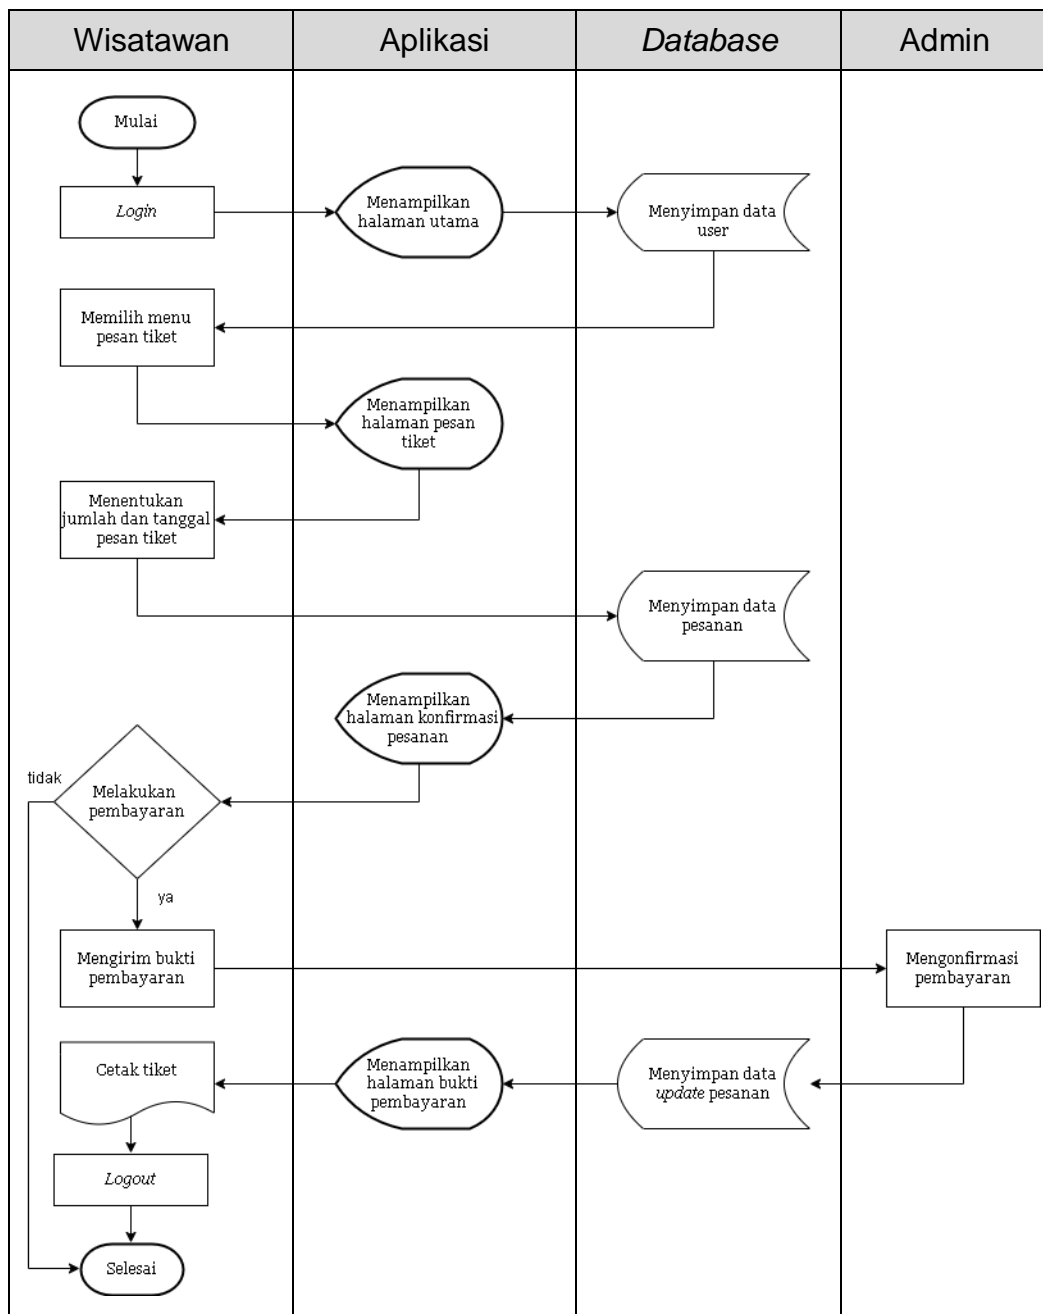 Wisatawan
Aplikasi
Database
Admin
Mulai
Login
Menampilkan
halaman utama
Menyimpan data
user
Memilih menu
pesan tiket
Menampilkan
halaman pesan
tiket
Menentukan
jumlah dan tanggal
pesan tiket
Menyimpan data
pesanan
Menampilkan
halaman konfirmasi
pesanan
tidak
Melakukan
pembayaran
ya
Mengirim bukti
pembayaran
Mengonfirmasi
pembayaran
Cetak tiket
Menampilkan
halaman bukti
pembayaran
Menyimpan data
update pesanan
Logout
Selesai